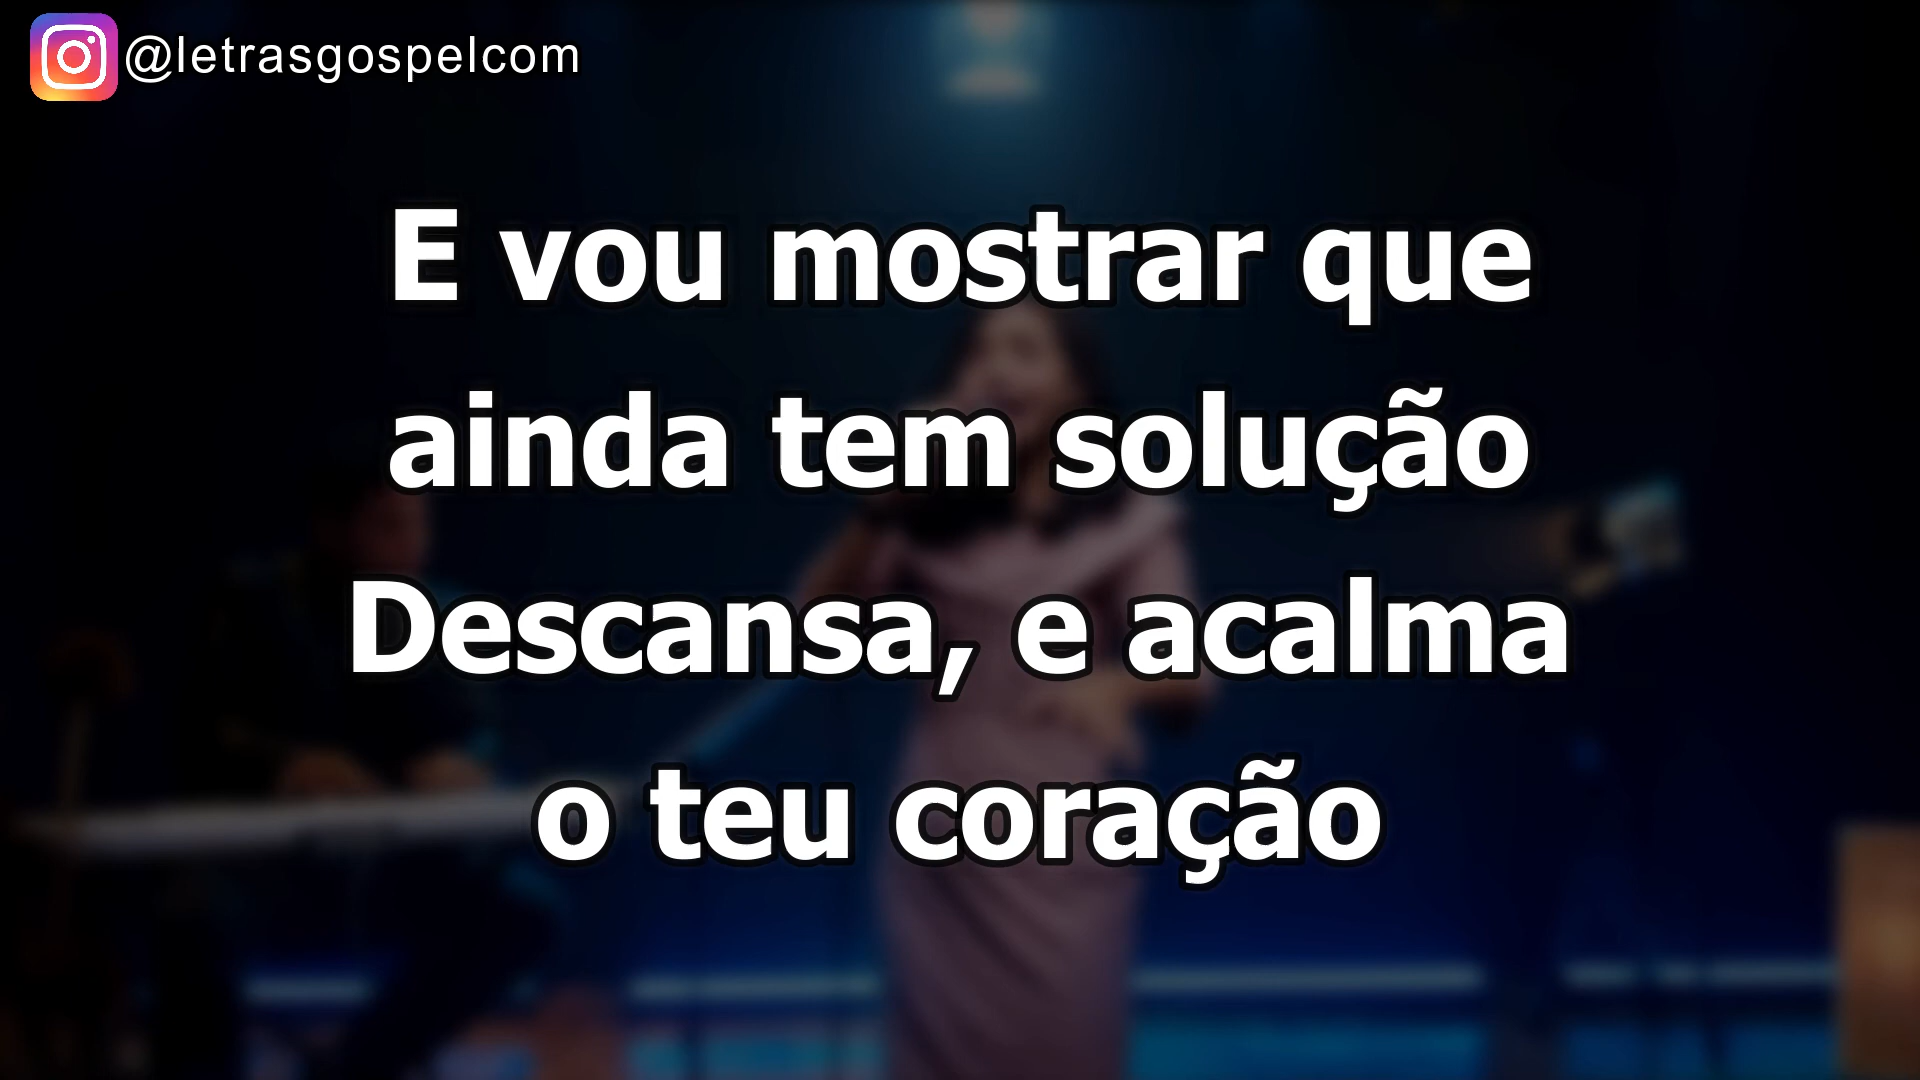 @letrasgospelcom
E vou mostrar que
ainda tem solução
Descansa, e acalma
o teu coração